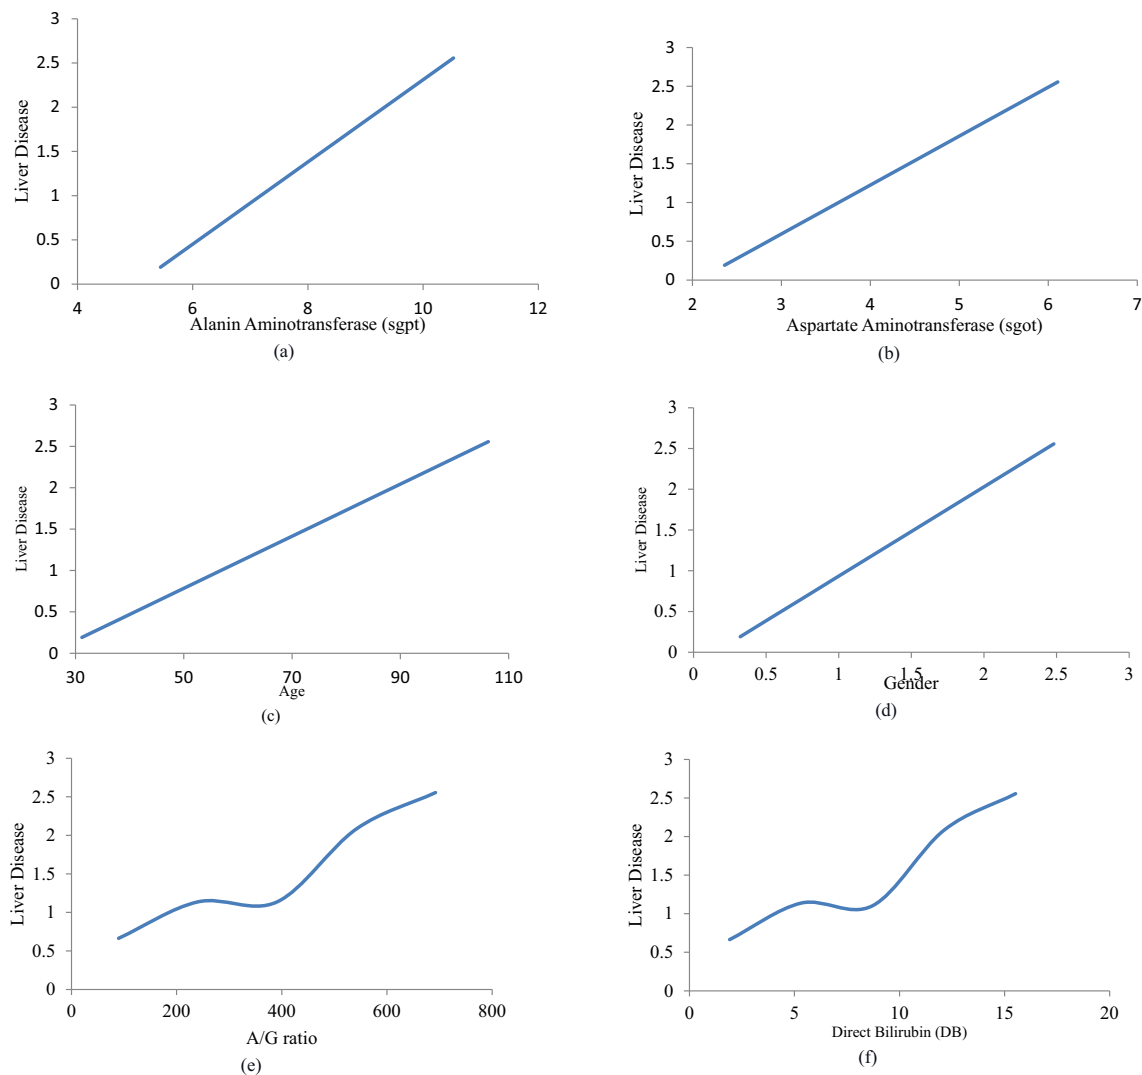 3
2.5
2
1.5
1
0.5
0
Liver Disease
4 6 8 10 12
Alanin Aminotransferase (sgpt)
(a)
3
2.5
2
1.5
1
0.5
0
Liver Disease
2 3 4 5 6 7
Aspartate Aminotransferase (sgot)
(b)
3
2.5
2
1.5
1
0.5
0
Liver Disease
30 50 70 90 110
Age
(c)
3
2.5
2
1.5
1
0.5
0
Liver Disease
0 0.5 1 1.5 2 2.5 3
Gender
(d)
3
2.5
2
1.5
1
0.5
0
Liver Disease
0 200 400 600 800
A/G ratio
(e)
3
2.5
2
1.5
1
0.5
0
Liver Disease
0 5 10 15 20
Direct Bilirubin (DB)
(f)